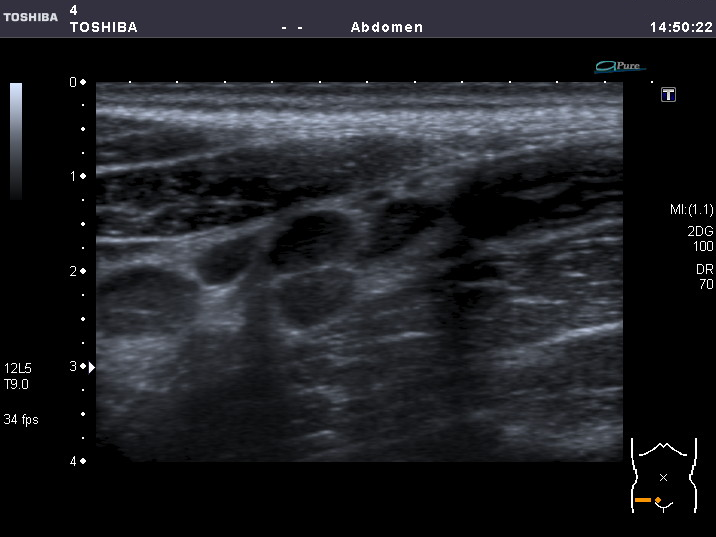 TOSHIBA
4
TOSHIBA - - Abdomen 14:50:22
aPure
T
0
1
2
3
4
MI:(1.1)
2DG
100
DR
70
12L5
T9.0
34 fps